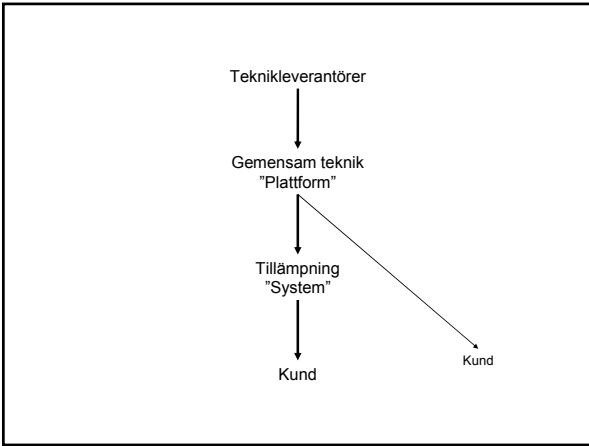 Teknikleverantörer
Gemensam teknik
”Plattform”
Tillämpning
”System”
Kund
Kund